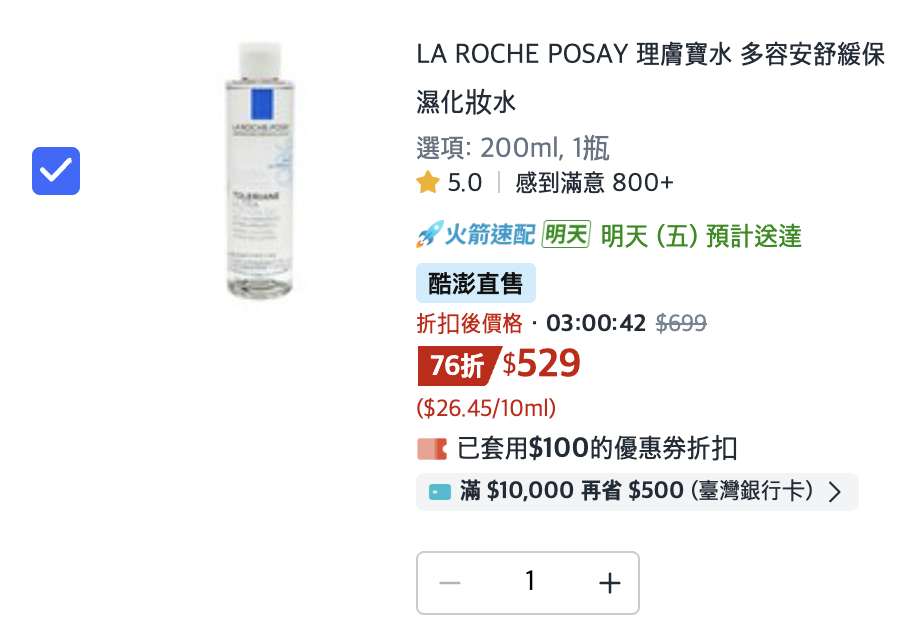 LA ROCHE POSAY 理膚寶水 多容安舒緩保
濕化妝水
選項: 200ml, 1瓶
5.0 | 感到滿意 800+
火箭速配 明天 明天 (五) 預計送達
酷澎直售
折扣後價格 · 03:00:42 $699
76折 $529
($26.45/10ml)
已套用$100的優惠券折扣
滿 $10,000 再省 $500 (臺灣銀行卡)
1
LA ROCHE-POSAY
TOLERIANE